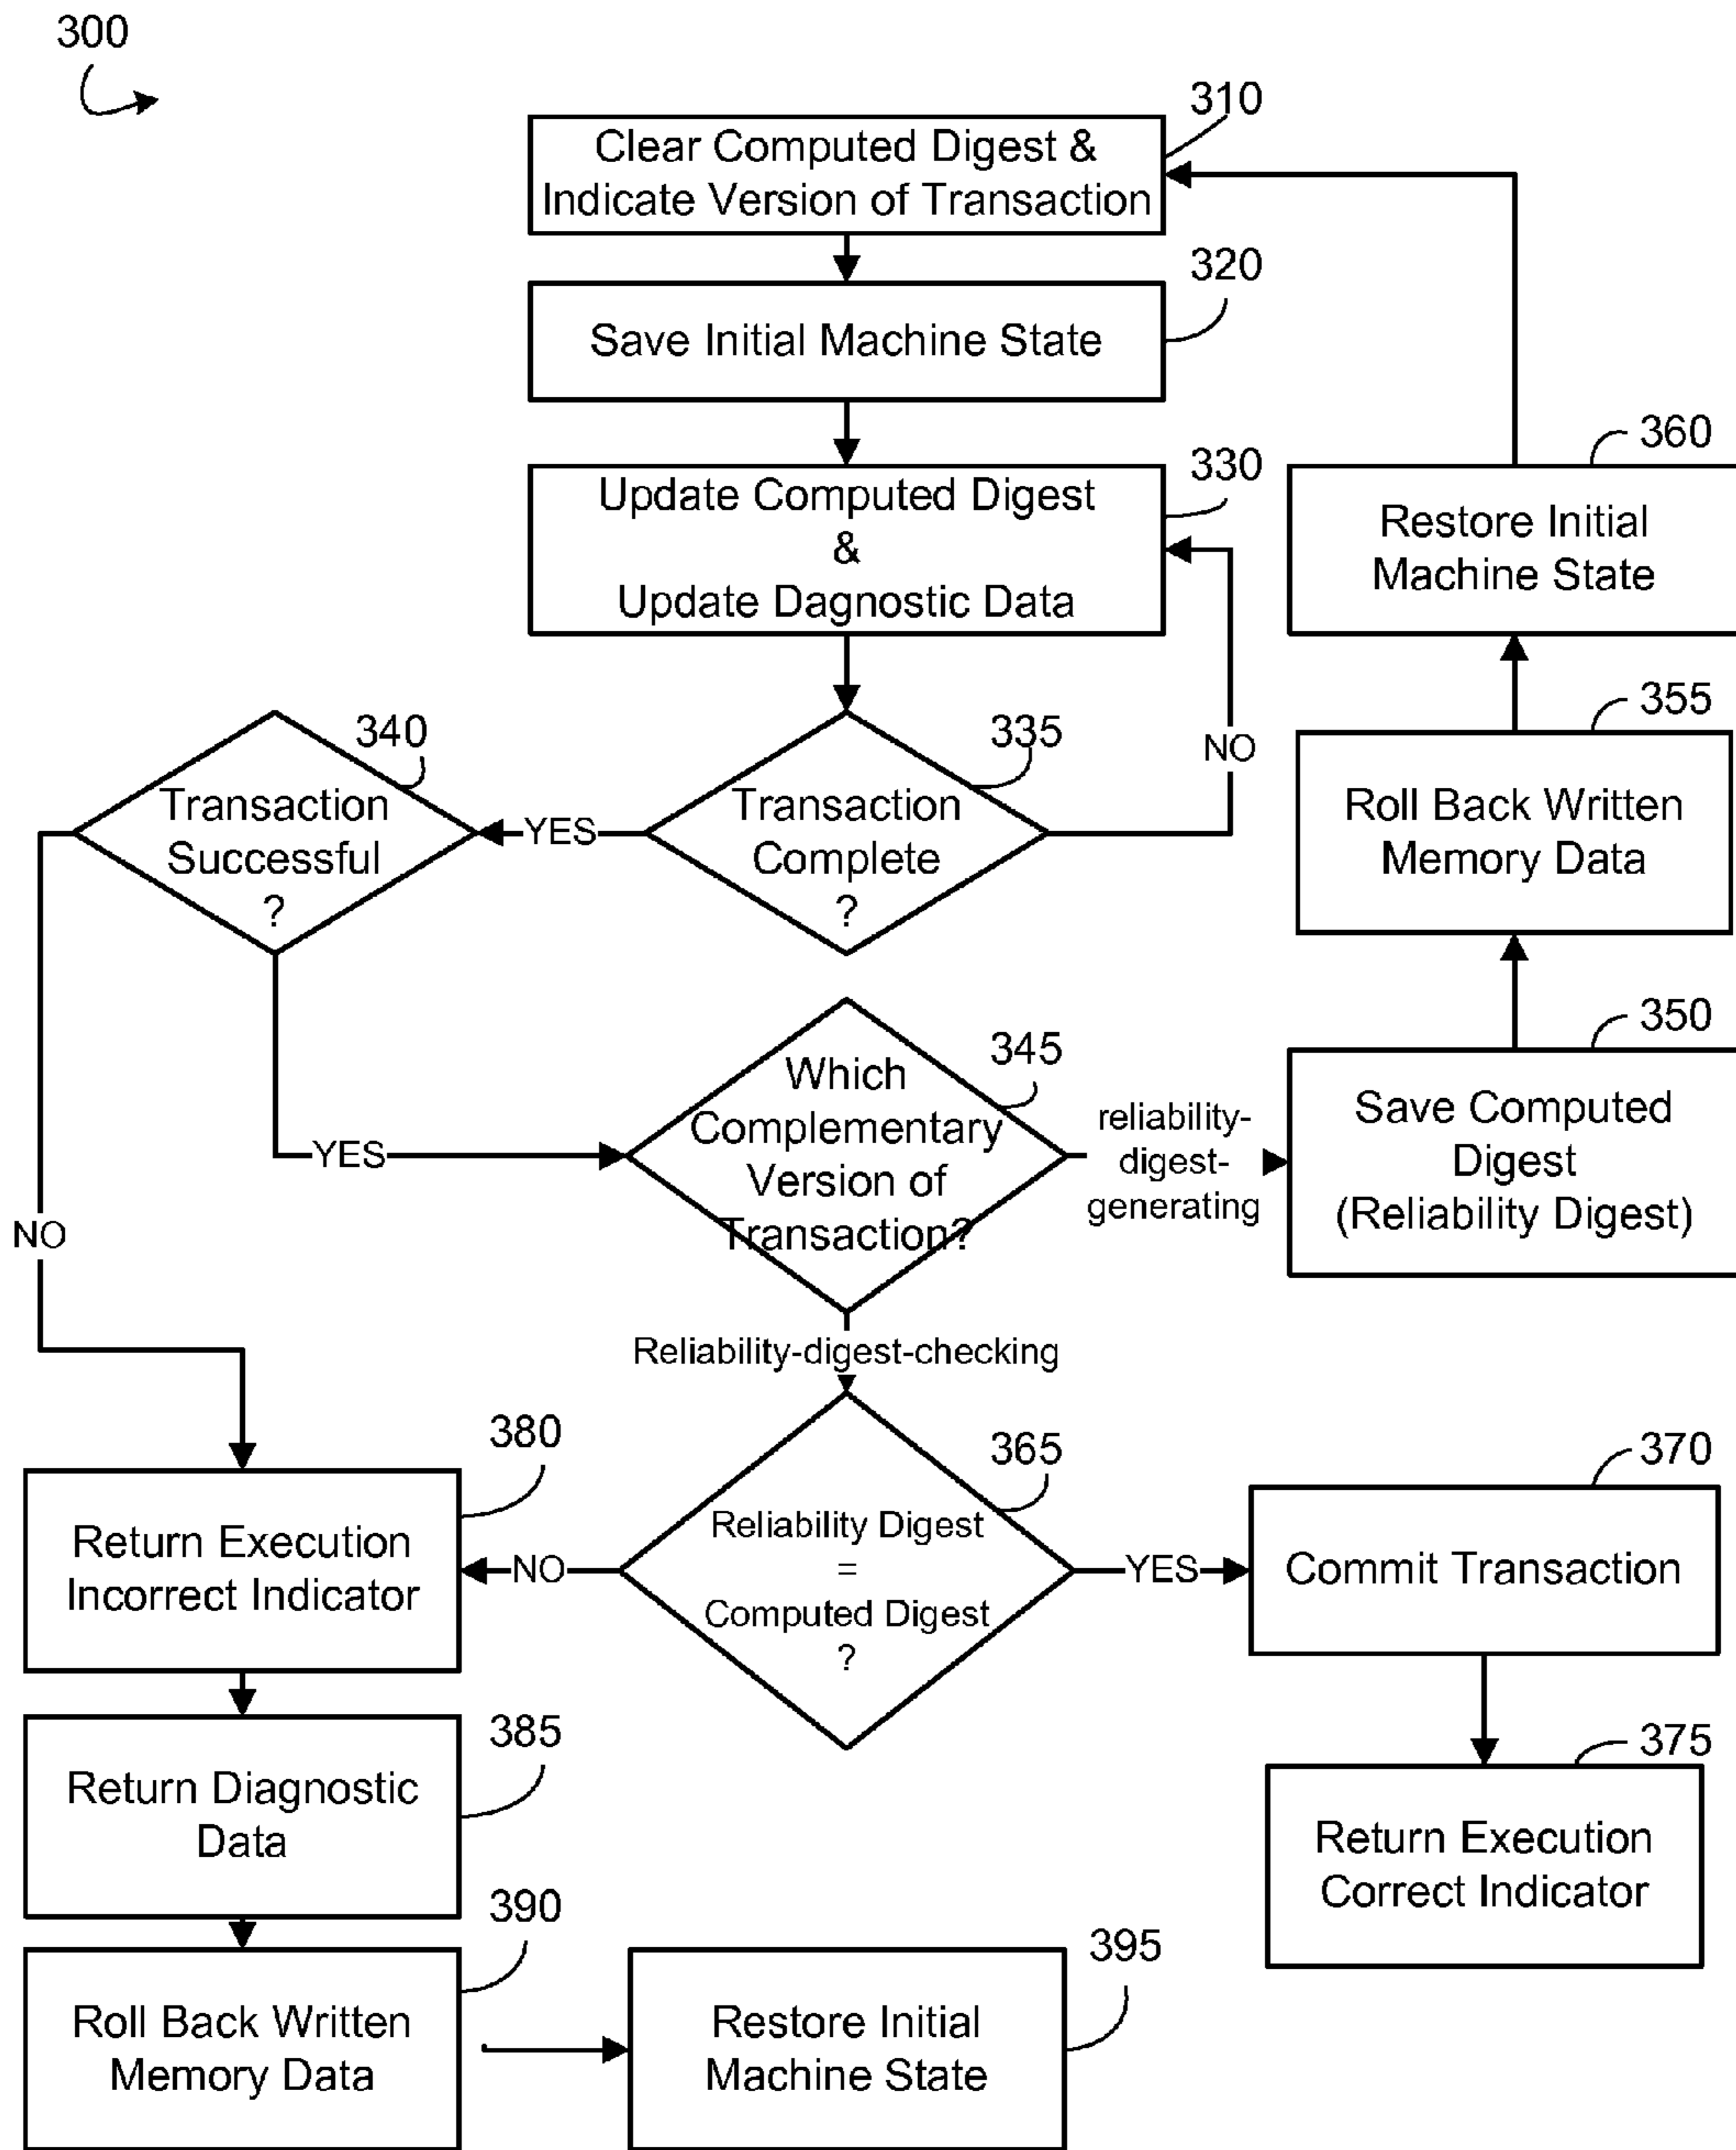 300
310
Clear Computed Digest &
Indicate Version of Transaction
320
Save Initial Machine State
330
Update Computed Digest
&
Update Dagnostic Data
360
Restore Initial
Machine State
340
Transaction
Successful
?
YES
335
Transaction
Complete
?
NO
355
Roll Back Written
Memory Data
345
Which
Complementary
Version of
Transaction?
YES
reliability-
digest-
generating
350
Save Computed
Digest
(Reliability Digest)
NO
Reliability-digest-checking
380
Return Execution
Incorrect Indicator
NO
365
Reliability Digest
=
Computed Digest
?
YES
370
Commit Transaction
385
Return Diagnostic
Data
375
Return Execution
Correct Indicator
390
Roll Back Written
Memory Data
395
Restore Initial
Machine State